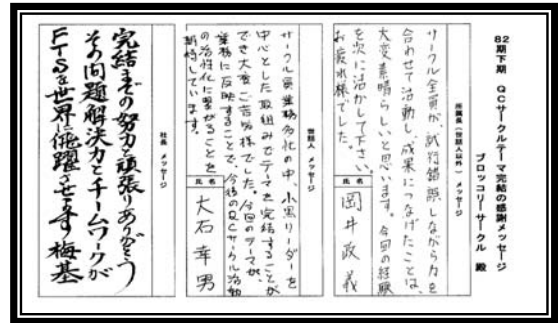 82期下期 QCサークルテーマ完結の感謝メッセージ
ブロッコリーサークル 殿
所属長(世話人以外)メッセージ
サークル全員が、試行錯誤しながら力を
合わせて活動し、成果につなげたことは、
大変素晴らしいと思います。今回の経験
を次に活かして下さい。
お疲れ様でした。
氏名
岡井政義
世話人 メッセージ
サークル員業務多忙の中、小黒リーダーを
中心とした取組みでテーマを完結することが
でき大変ご苦労様でした。今回のテーマが、
業務に反映することで、今後のQCサークル活動
の活性化に繋がることを
期待しています。
氏名
大石幸男
社長 メッセージ
完結までの努力と頑張りありがとう
その問題解決力とチームワークが
FTSを世界に飛躍させます 梅基